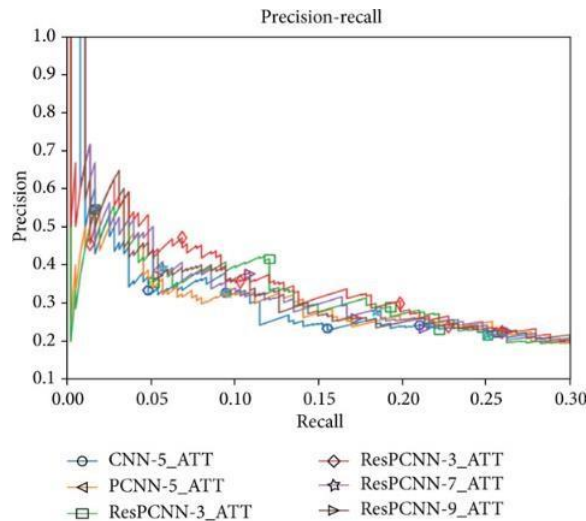 Precision-recall
1.0
0.9
0.8
0.7
0.6
0.5
0.4
0.3
0.2
0.1
Precision
0.00 0.05 0.10 0.15 0.20 0.25 0.30
Recall
CNN-5_ATT ResPCNN-3_ATT
PCNN-5_ATT ResPCNN-7_ATT
ResPCNN-3_ATT ResPCNN-9_ATT